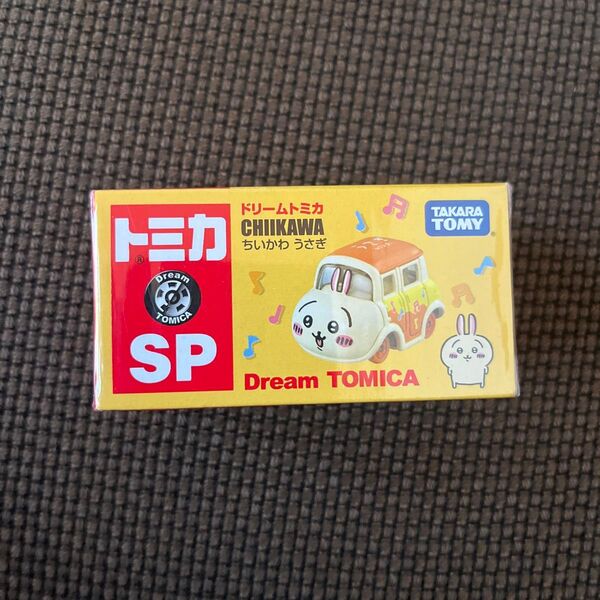 トミカ
®
Dream
TOMICA
SP
ドリームトミカ
CHIIKAWA
ちいかわ うさぎ
Dream TOMICA
TAKARA
TOMY